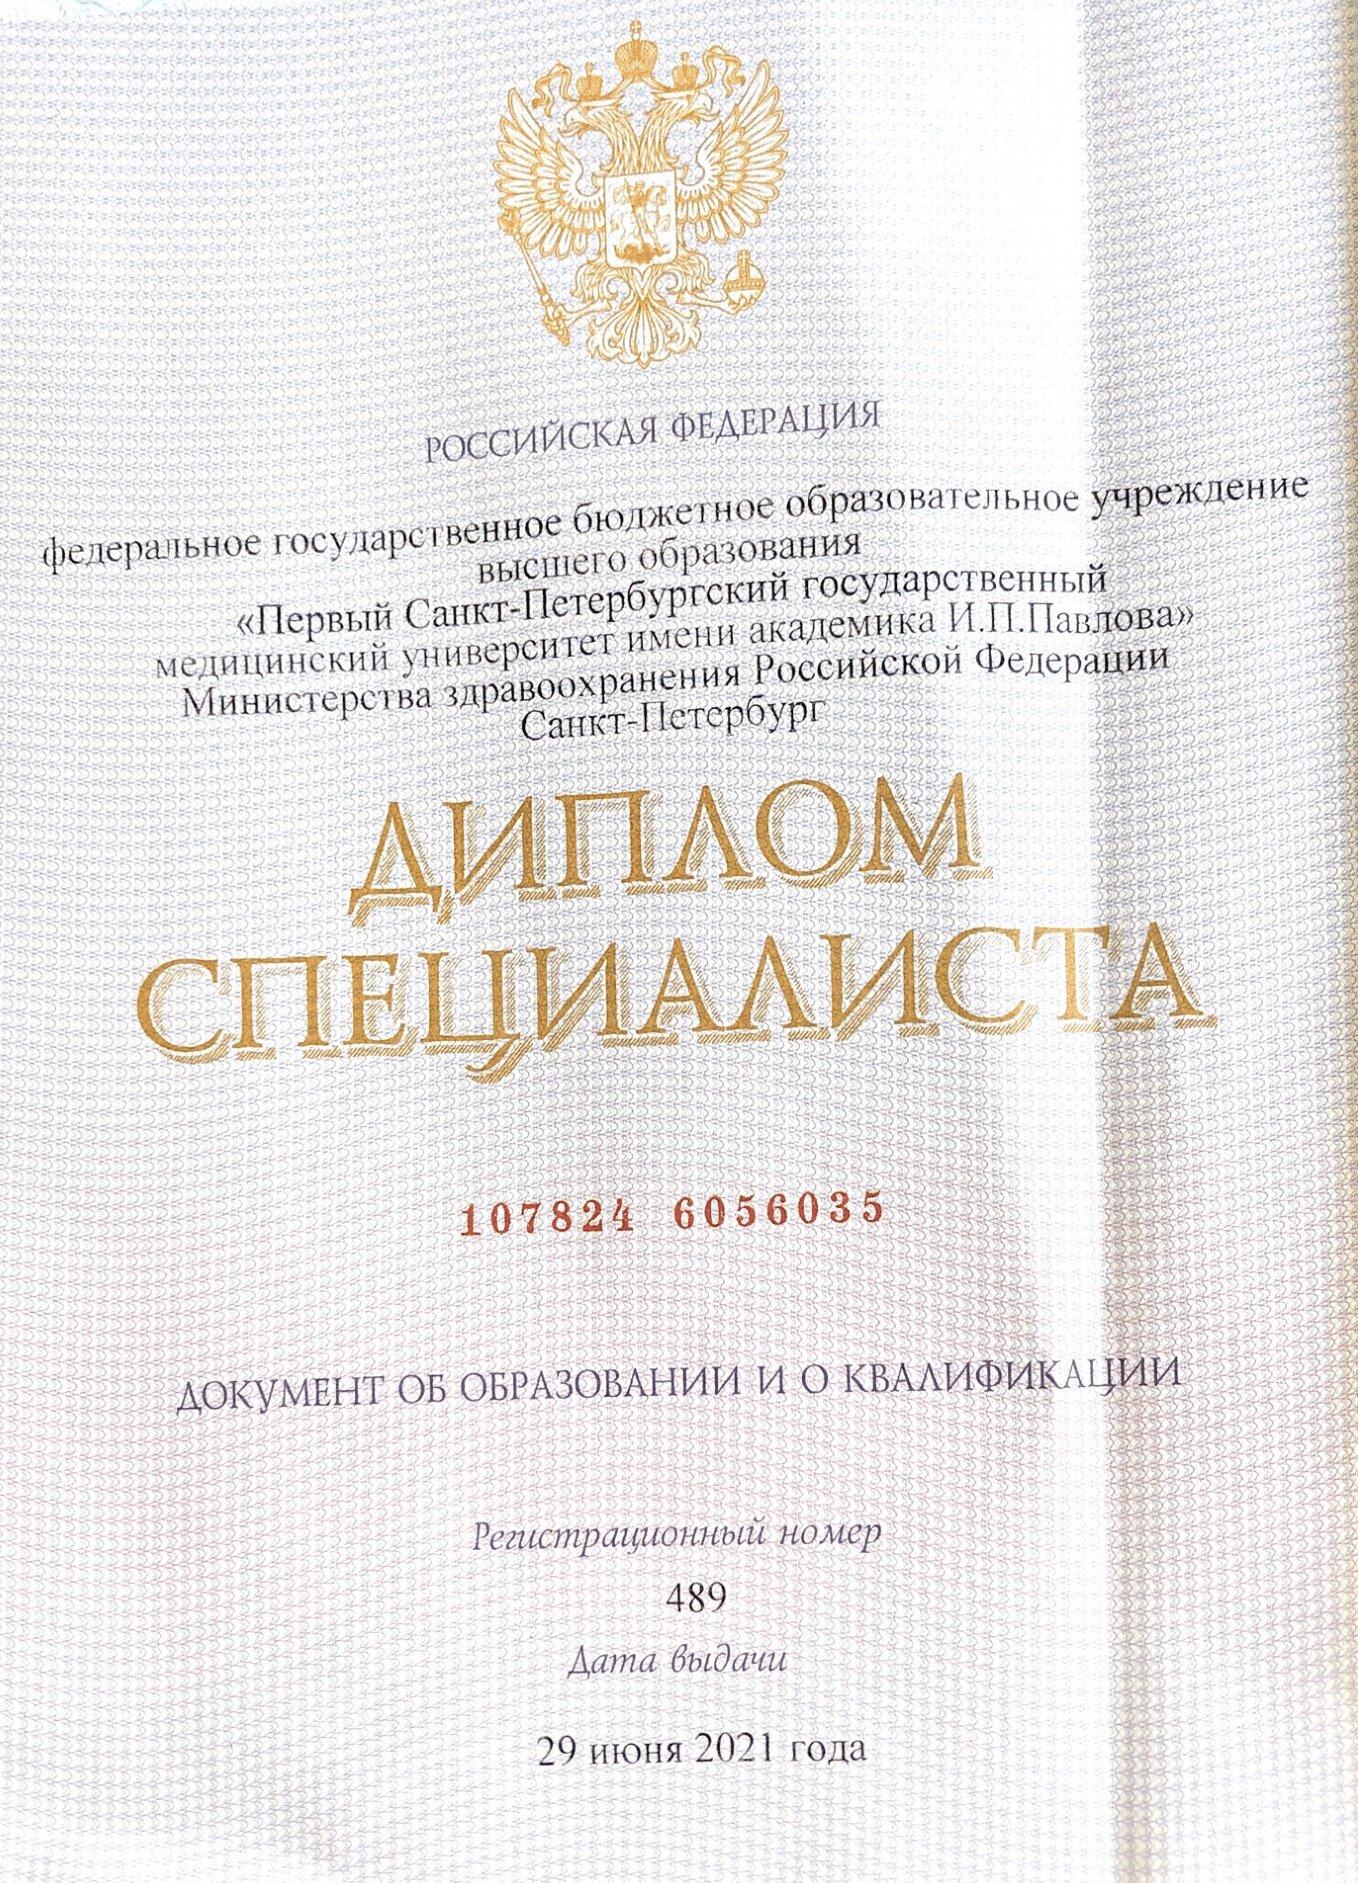 РОССИЙСКАЯ ФЕДЕРАЦИЯ
федеральное государственное бюджетное образовательное учреждение
высшего образования
«Первый Санкт-Петербургский государственный
медицинский университет имени академика И.П.Павлова»
Министерства здравоохранения Российской Федерации
Санкт-Петербург
ДИПЛОМ
СПЕЦИАЛИСТА
107824 6056035
ДОКУМЕНТ ОБ ОБРАЗОВАНИИ И О КВАЛИФИКАЦИИ
Регистрационный номер
489
Дата выдачи
29 июня 2021 года